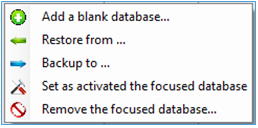 Add a blank database...
Restore from ...
Backup to ...
Set as activated the focused database
Remove the focused database...